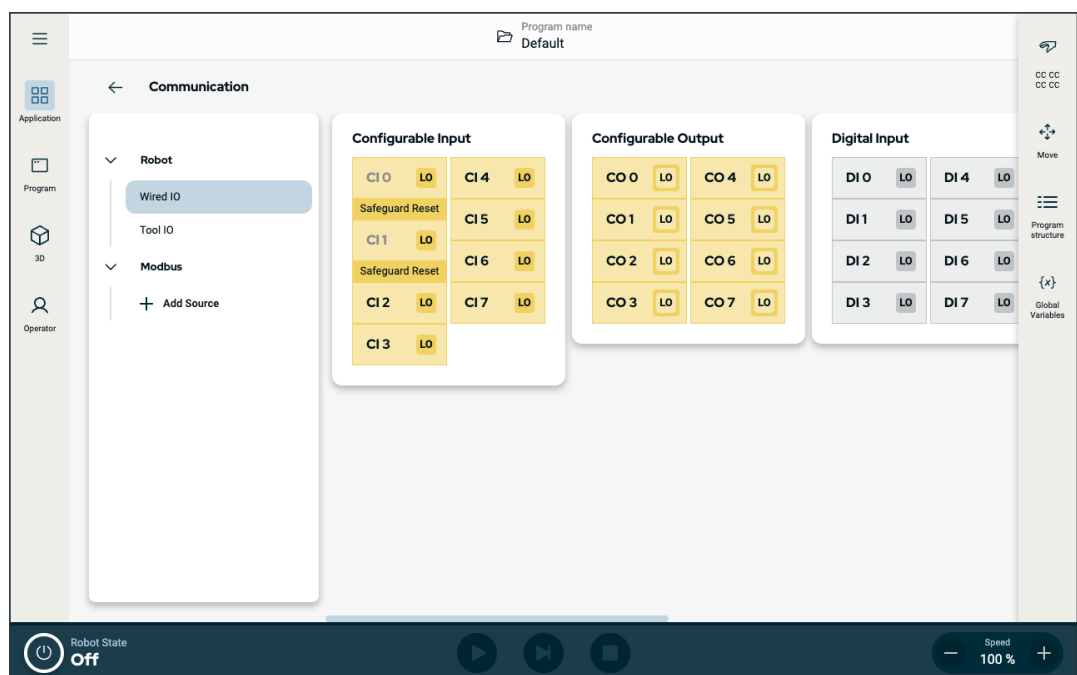 Program name
Default
Application
Program
3D
Operator
Communication
Robot
Wired IO
Tool IO
Modbus
Add Source
Configurable Input
CI 0 LO CI 4 LO
Safeguard Reset
CI 5 LO
CI 1 LO
Safeguard Reset
CI 6 LO
CI 2 LO CI 7 LO
CI 3 LO
Configurable Output
CO 0 LO CO 4 LO
CO 1 LO CO 5 LO
CO 2 LO CO 6 LO
CO 3 LO CO 7 LO
Digital Input
DI 0 LO DI 4 LO
DI 1 LO DI 5 LO
DI 2 LO DI 6 LO
DI 3 LO DI 7 LO
CC CC
CC CC
Move
Program
structure
{x}
Global
Variables
Robot State
Off
Speed
100 %